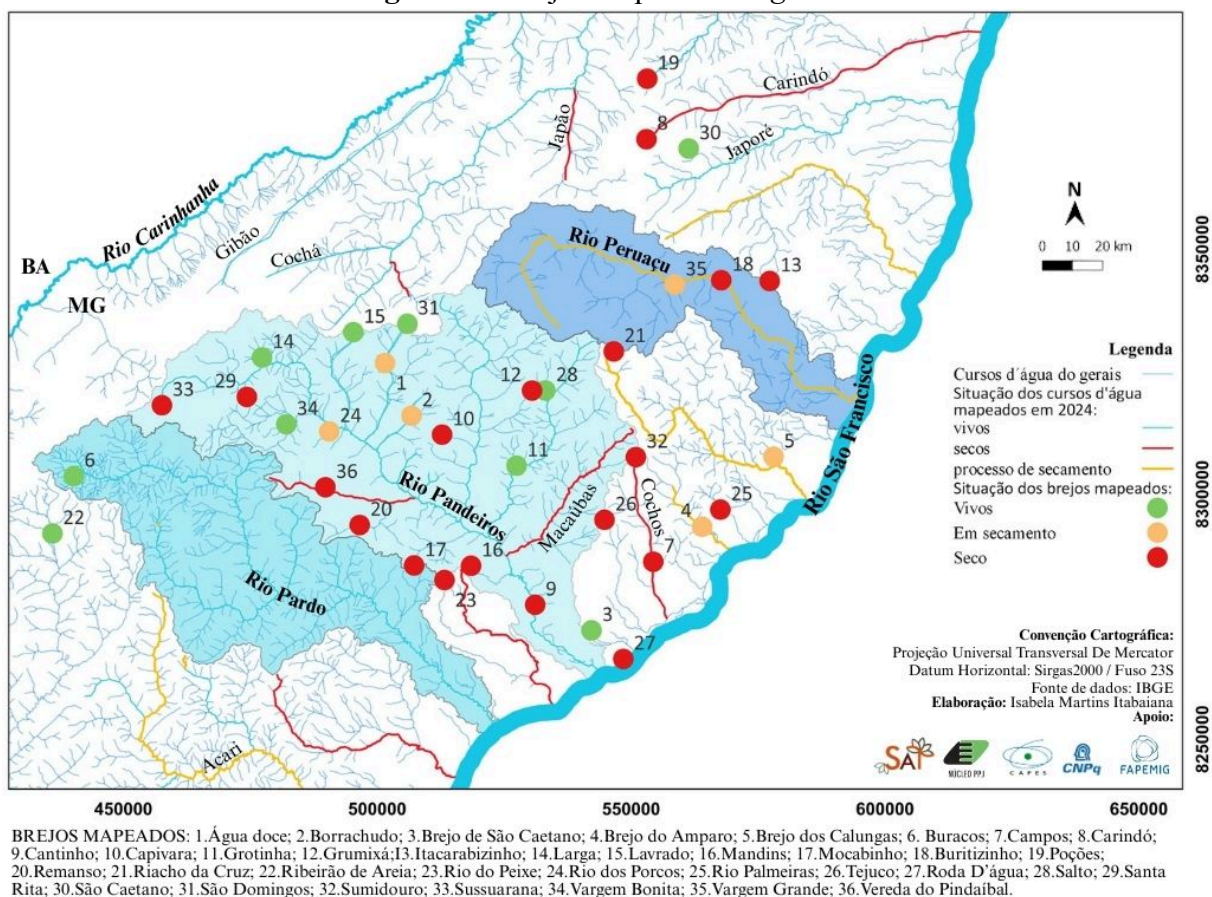 19
Carindó
Japão
8
30
Japoré
Rio Carinhanha
Gibão
Cochá
N
0 10 20 km
8350000
BA
MG
Rio Peruaçu
35
18
13
31
15
14
1
21
33
29
12
28
2
34
24
10
11
32
5
6
36
Rio Pandeiros
Macaúbas
Cochos
26
25
4
22
20
17
16
23
7
Rio Pardo
9
3
27
Rio São Francisco
Acari
Legenda
Cursos d´água do gerais
Situação dos cursos d'água
mapeados em 2024:
vivos
secos
processo de secamento
Situação dos brejos mapeados:
Vivos
Em secamento
Seco
8300000
Convenção Cartográfica:
Projeção Universal Transversal De Mercator
Datum Horizontal: Sirgas2000 / Fuso 23S
Fonte de dados: IBGE
Elaboração: Isabela Martins Itabaiana
Apoio:
NÚCLEO PPJ
CAPES
CNPq
FAPEMIG
8250000
450000 500000 550000 600000 650000
BREJOS MAPEADOS: 1.Água doce; 2.Borrachudo; 3.Brejo de São Caetano; 4.Brejo do Amparo; 5.Brejo dos Calungas; 6. Buracos; 7.Campos; 8.Carindó;
9.Cantinho; 10.Capivara; 11.Grotinha; 12.Grumixá;I3.Itacarabizinho; 14.Larga; 15.Lavrado; 16.Mandins; 17.Mocabinho; 18.Buritizinho; 19.Poções;
20.Remanso; 21.Riacho da Cruz; 22.Ribeirão de Areia; 23.Rio do Peixe; 24.Rio dos Porcos; 25.Rio Palmeiras; 26.Tejuco; 27.Roda D'água; 28.Salto; 29.Santa
Rita; 30.São Caetano; 31.São Domingos; 32.Sumidouro; 33.Sussuarana; 34.Vargem Bonita; 35.Vargem Grande; 36.Vereda do Pindaíbal.